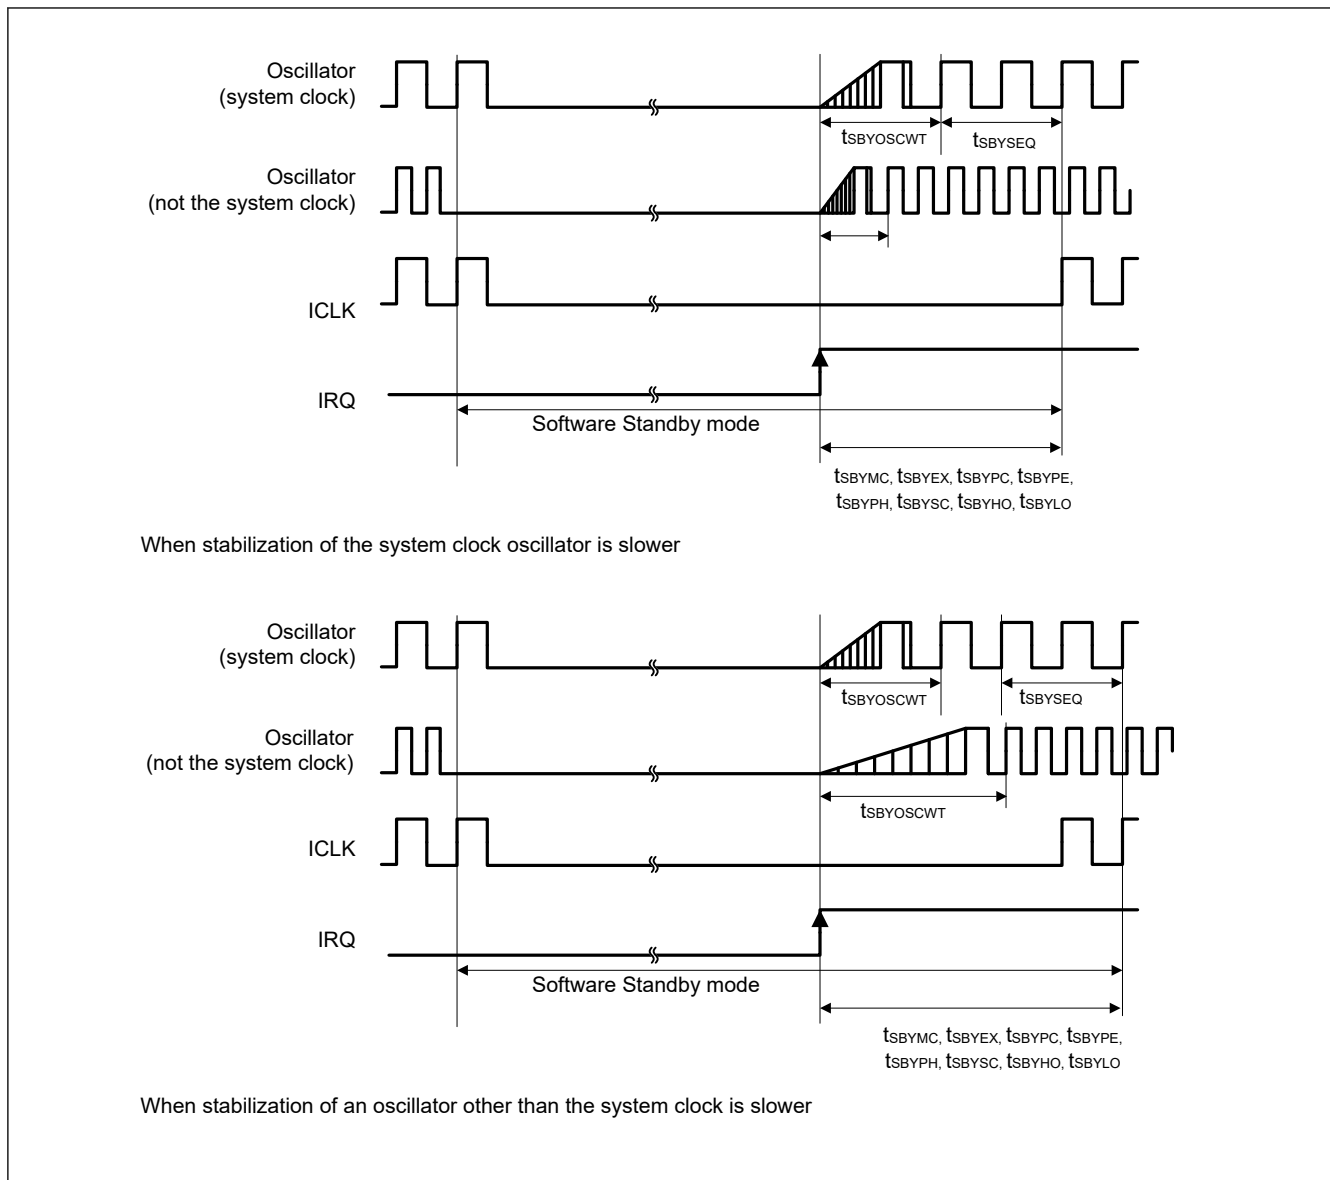 Oscillator
(system clock)
tSBYOSCWT
tSBYSEQ
Oscillator
(not the system clock)
ICLK
IRQ
Software Standby mode
tSBYMC, tSBYEX, tSBYPC, tSBYPE,
tSBYPH, tSBYSC, tSBYHO, tSBYLO
When stabilization of the system clock oscillator is slower
Oscillator
(system clock)
tSBYOSCWT
tSBYSEQ
Oscillator
(not the system clock)
tSBYOSCWT
ICLK
IRQ
Software Standby mode
tSBYMC, tSBYEX, tSBYPC, tSBYPE,
tSBYPH, tSBYSC, tSBYHO, tSBYLO
When stabilization of an oscillator other than the system clock is slower